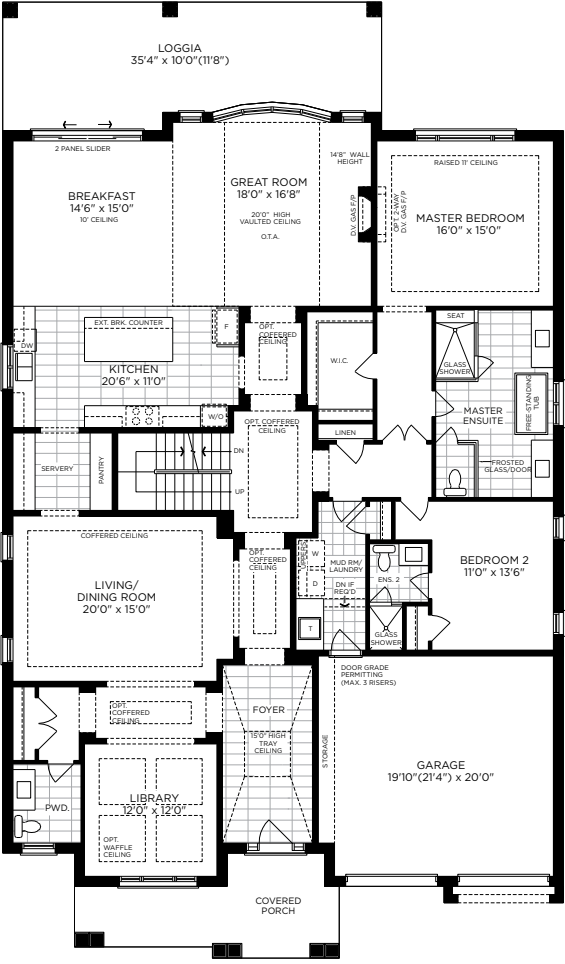 LOGGIA
35'4" x 10'0"(11'8")
2 PANEL SLIDER
BREAKFAST
14'6" x 15'0"
10' CEILING
GREAT ROOM
18'0" x 16'8"
20'0" HIGH
VAULTED CEILING
O.T.A.
14'8" WALL
HEIGHT
D.V. GAS F/P
OPT. 2-WAY
D.V. GAS F/P
RAISED 11' CEILING
MASTER BEDROOM
16'0" x 15'0"
EXT. BRK. COUNTER
F
DW
KITCHEN
20'6" x 11'0"
W/O
OPT.
COFFERED
CEILING
W.I.C.
SEAT
GLASS
SHOWER
MASTER
ENSUITE
FREE-STANDING
TUB
FROSTED
GLASS/DOOR
OPT. COFFERED
CEILING
LINEN
SERVERY
PANTRY
DN
UP
COFFERED CEILING
LIVING/
DINING ROOM
20'0" x 15'0"
OPT.
COFFERED
CEILING
UPPERS
W
D
MUD RM/
LAUNDRY
DN IF
REQ'D
T
ENS. 2
GLASS
SHOWER
BEDROOM 2
11'0" x 13'6"
DOOR GRADE
PERMITTING
(MAX. 3 RISERS)
OPT.
COFFERED
CEILING
FOYER
15'0" HIGH
TRAY
CEILING
STORAGE
GARAGE
19'10"(21'4") x 20'0"
PWD.
LIBRARY
12'0" x 12'0"
OPT.
WAFFLE
CEILING
COVERED
PORCH